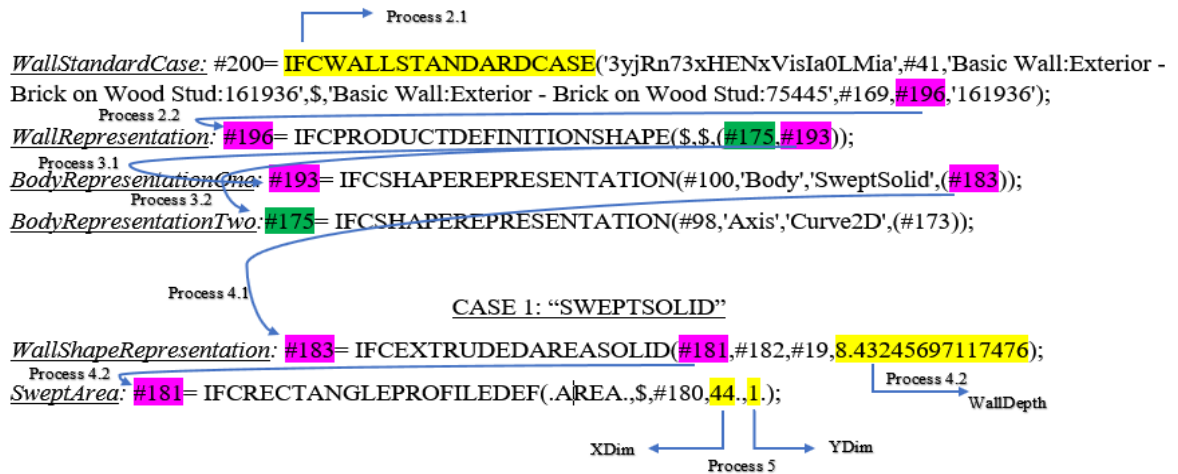 Process 2.1
WallStandardCase: #200= IFCWALLSTANDARDCASE('3yjRn73xHENxVisIa0LMia',#41,'Basic Wall:Exterior -
Brick on Wood Stud:161936',$,'Basic Wall:Exterior - Brick on Wood Stud:75445',#169,#196,'161936');
Process 2.2
WallRepresentation: #196= IFCPRODUCTDEFINITIONSHAPE($,$,(#175,#193));
Process 3.1
BodyRepresentationOne: #193= IFCSHAPEREPRESENTATION(#100,'Body','SweptSolid',(#183));
Process 3.2
BodyRepresentationTwo:#175= IFCSHAPEREPRESENTATION(#98,'Axis','Curve2D',(#173));
Process 4.1
CASE 1: “SWEPTSOLID”
WallShapeRepresentation: #183= IFCEXTRUDEDAREASOLID(#181,#182,#19,8.43245697117476);
Process 4.2
Process 4.2
SweptArea: #181= IFCRECTANGLEPROFILEDEF(.AREA.,$,#180,44.,1.);
WallDepth
XDim
YDim
Process 5